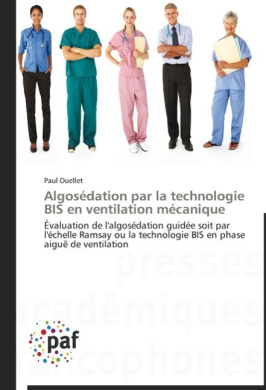 Paul Ouellet
Algosédation par la technologie
BIS en ventilation mécanique
Évaluation de l'algosédation guidée soit par
l'échelle Ramsay ou la technologie BIS en phase
aiguë de ventilation
presses
académiques
francophones
paf